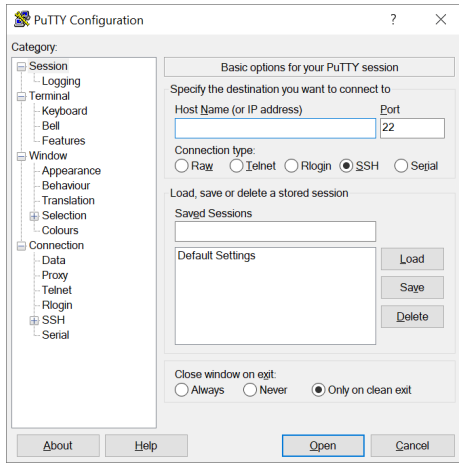 PuTTY Configuration
?
Category:
Session
Logging
Terminal
Keyboard
Bell
Features
Window
Appearance
Behaviour
Translation
Selection
Colours
Connection
Data
Proxy
Telnet
Rlogin
SSH
Serial
Basic options for your PuTTY session
Specify the destination you want to connect to
Host Name (or IP address) Port
22
Connection type:
Raw Telnet Rlogin SSH Serial
Load, save or delete a stored session
Saved Sessions
Default Settings
Load
Save
Delete
Close window on exit:
Always Never Only on clean exit
About Help Open Cancel